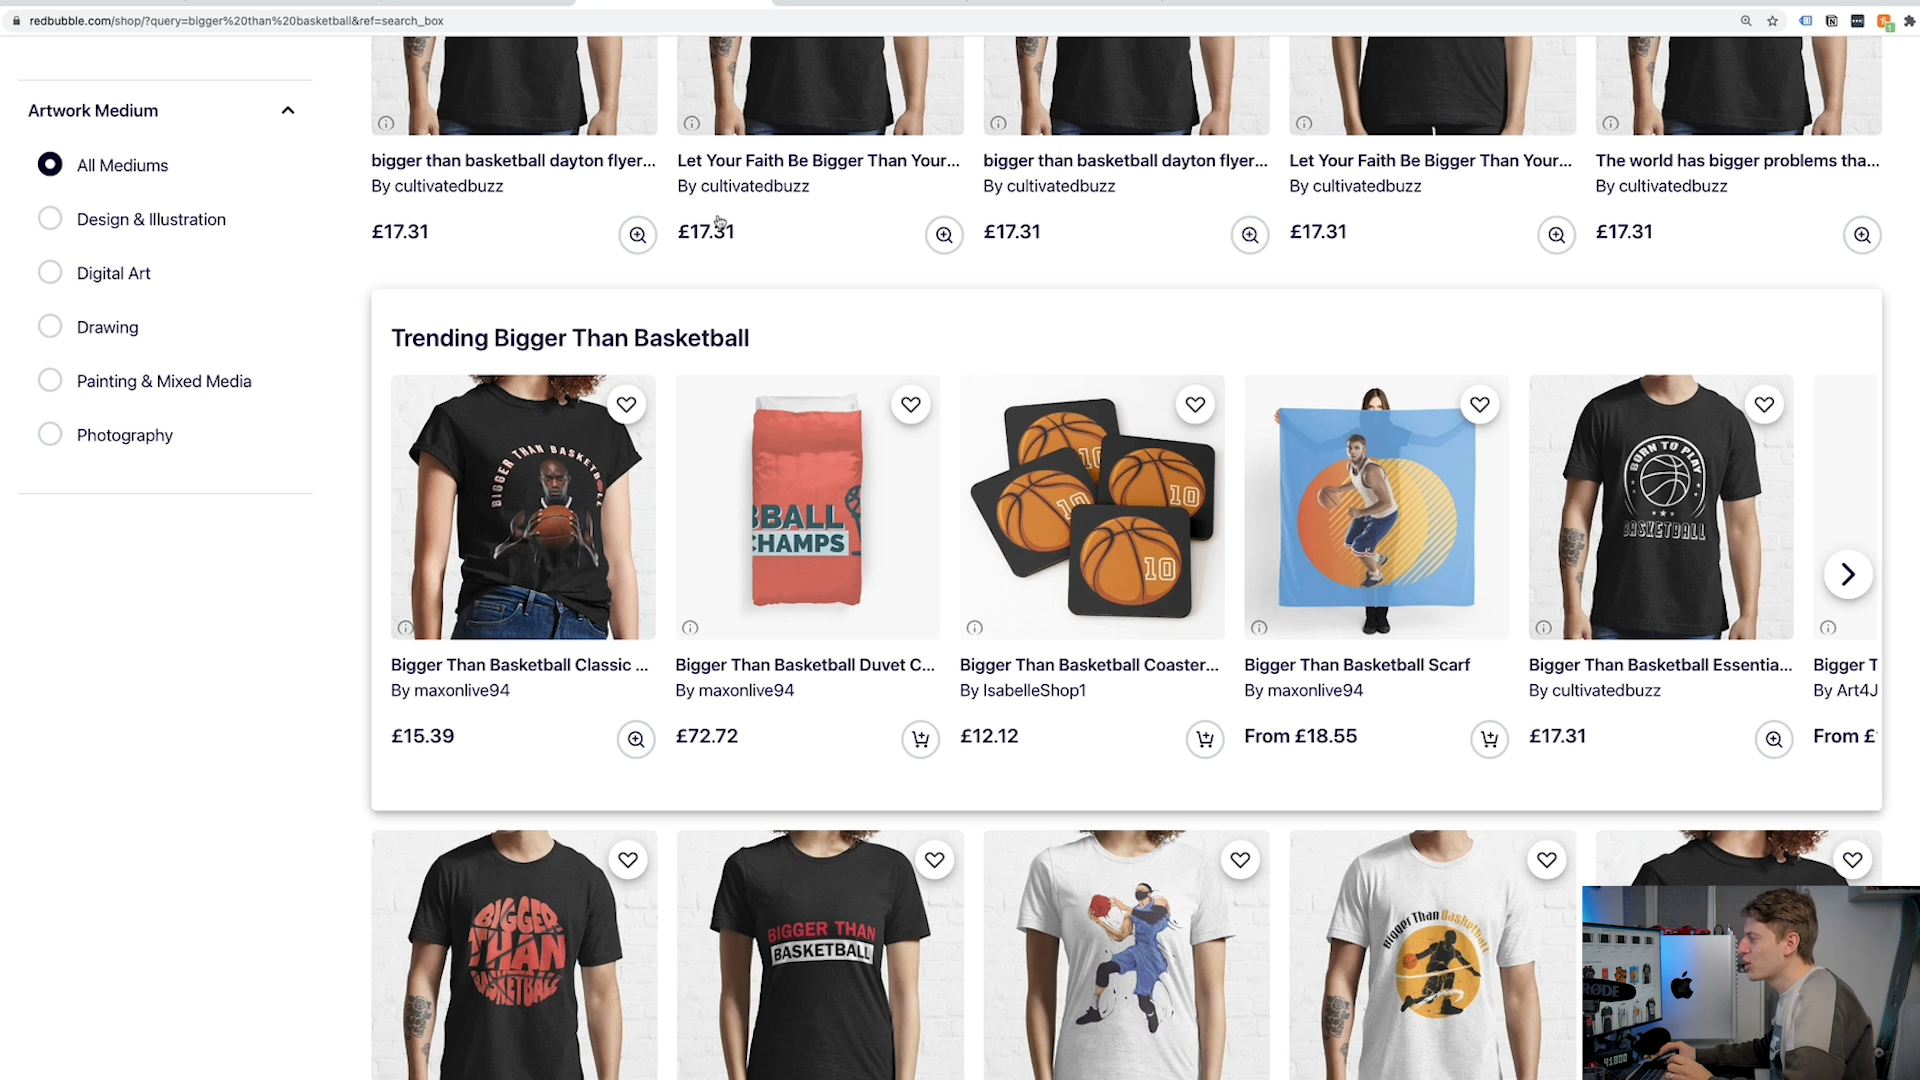 redbubble.com/shop/?query=bigger%20than%20basketball&ref=search_box
Artwork Medium
All Mediums
Design & Illustration
Digital Art
Drawing
Painting & Mixed Media
Photography
bigger than basketball dayton flyer...
By cultivatedbuzz
£17.31
Let Your Faith Be Bigger Than Your...
By cultivatedbuzz
£17.31
bigger than basketball dayton flyer...
By cultivatedbuzz
£17.31
Let Your Faith Be Bigger Than Your...
By cultivatedbuzz
£17.31
The world has bigger problems tha...
By cultivatedbuzz
£17.31
Trending Bigger Than Basketball
BIGGER THAN BASKETBALL
BBALL
CHAMPS
10
10
10
10
BORN TO PLAY
BASKETBALL
Bigger Than Basketball Classic ...
By maxonlive94
£15.39
Bigger Than Basketball Duvet C...
By maxonlive94
£72.72
Bigger Than Basketball Coaster...
By IsabelleShop1
£12.12
Bigger Than Basketball Scarf
By maxonlive94
From £18.55
Bigger Than Basketball Essentia...
By cultivatedbuzz
£17.31
Bigger T
By Art4J
From £
BIGGER
THAN
BASKETBALL
BIGGER THAN
BASKETBALL
Bigger Than Basketball
RØDE